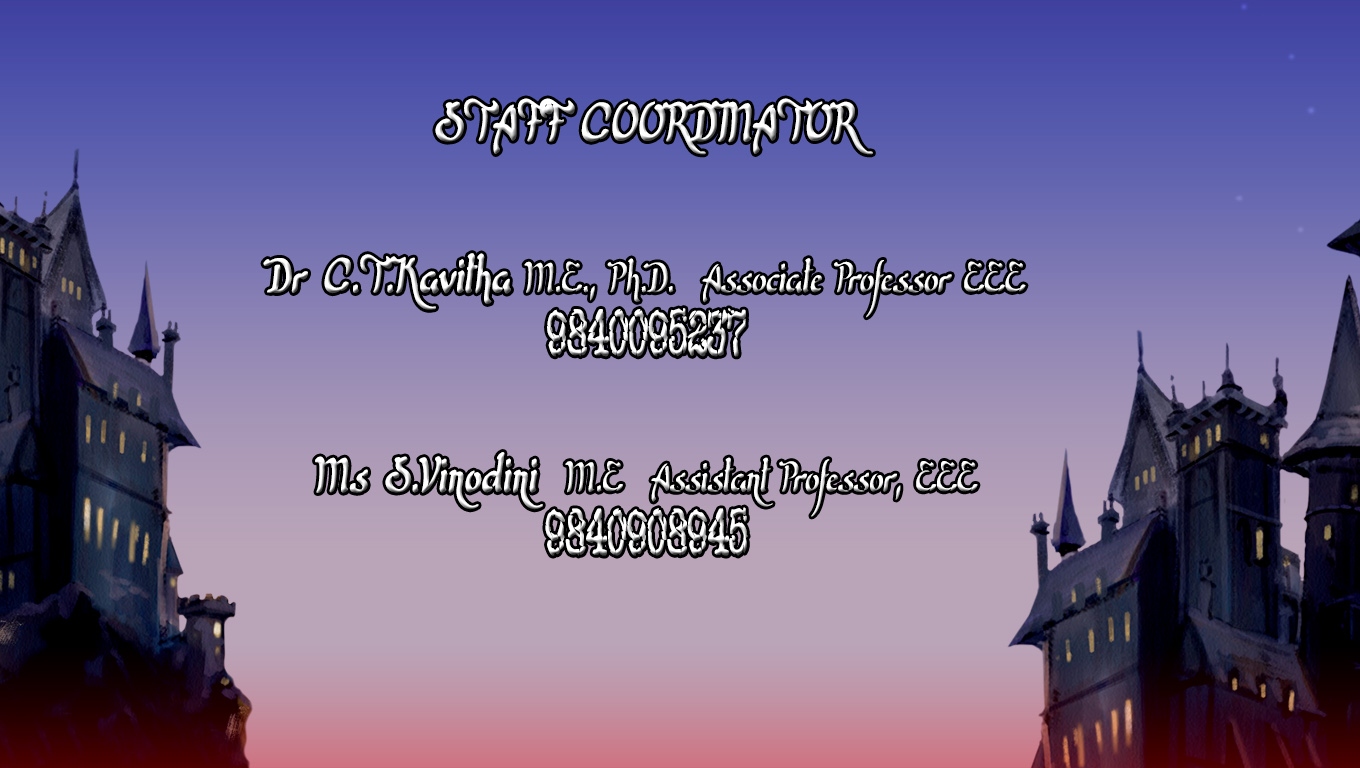 STAFF COORDINATOR
Dr C.T.Kavitha M.E., Ph.D. Associate Professor EEE
9840095237
Ms S.Vinodini M.E Assistant Professor, EEE
9840908945